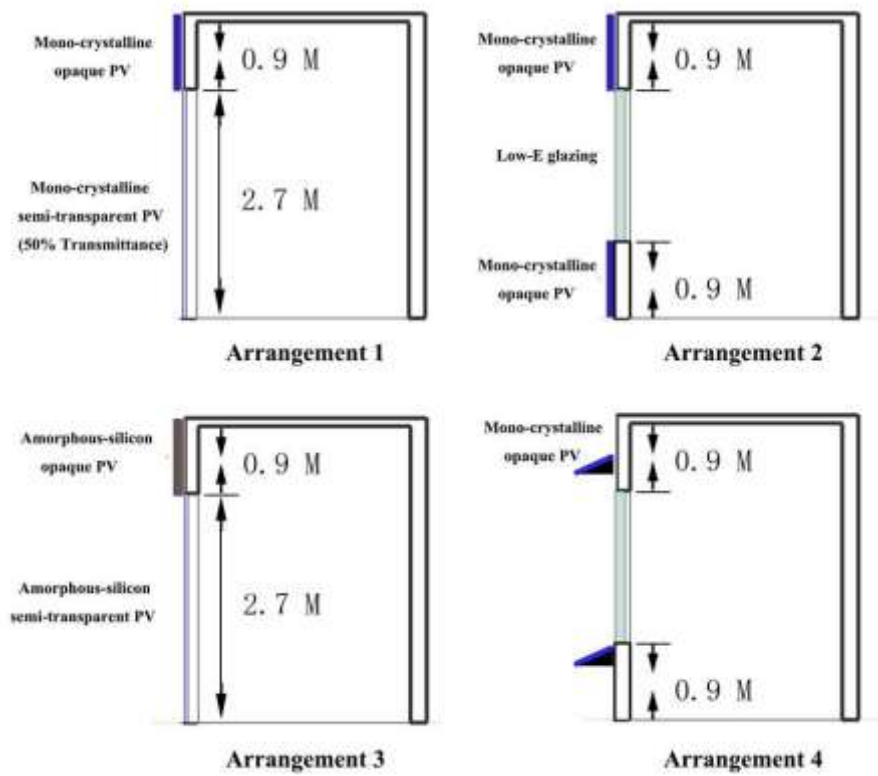 Mono-crystalline
opaque PV
0.9 M
Mono-crystalline
semi-transparent PV
(50% Transmittance)
2.7 M
Arrangement 1
Mono-crystalline
opaque PV
0.9 M
Low-E glazing
Mono-crystalline
opaque PV
0.9 M
Arrangement 2
Amorphous-silicon
opaque PV
0.9 M
Amorphous-silicon
semi-transparent PV
2.7 M
Arrangement 3
Mono-crystalline
opaque PV
0.9 M
0.9 M
Arrangement 4